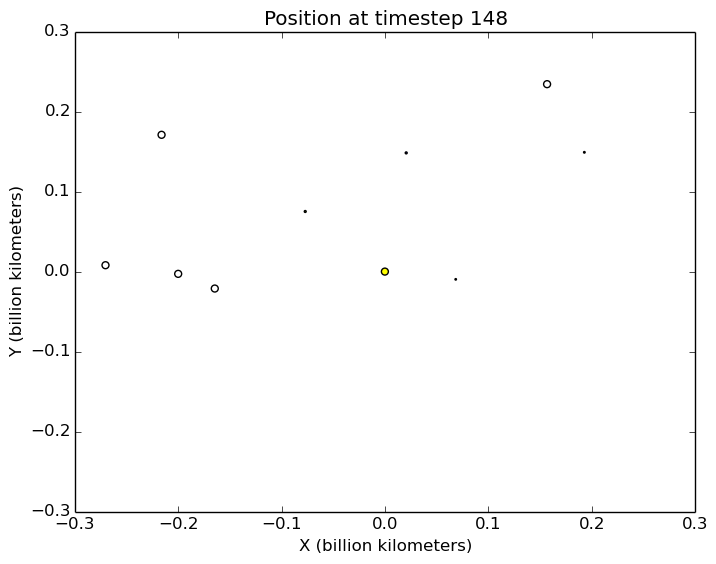 Position at timestep 148
0.3
0.2
0.1
0.0
−0.1
−0.2
−0.3
Y (billion kilometers)
−0.3 −0.2 −0.1 0.0 0.1 0.2 0.3
X (billion kilometers)